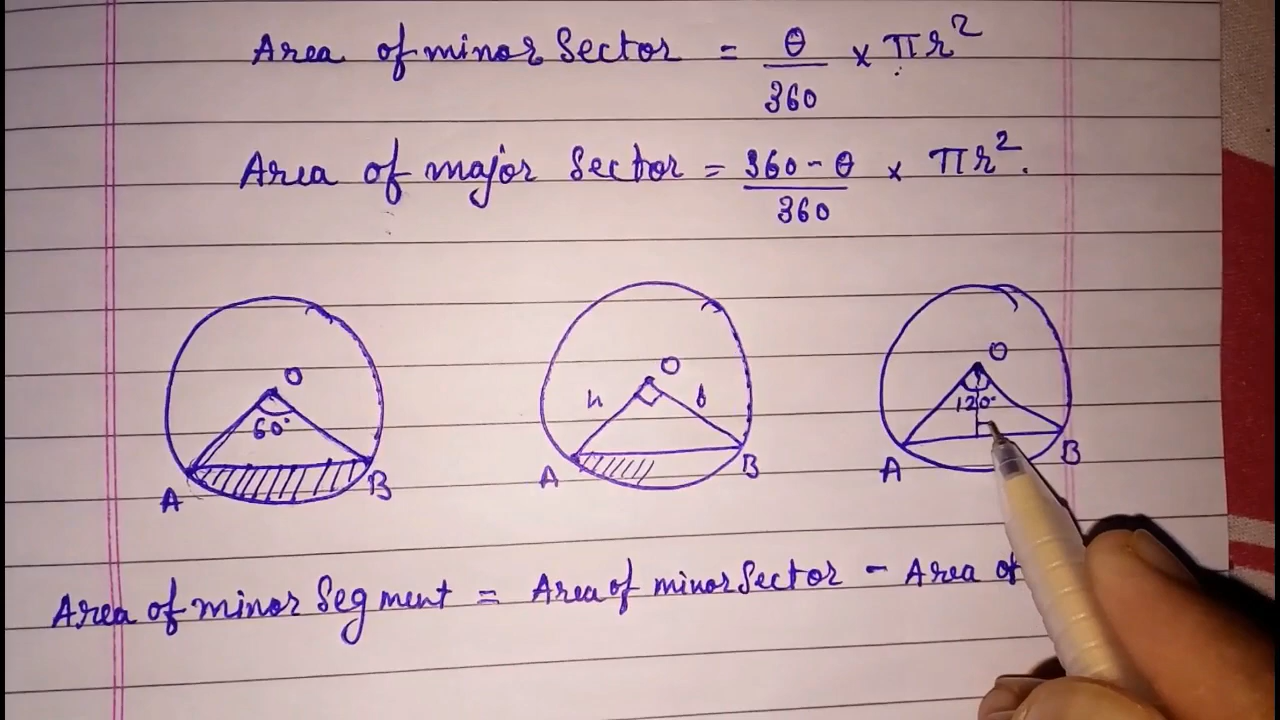 Area of minor Sector = θ/360 × πr²
Area of major Sector = 360-θ/360 × πr².
O
60°
A
B
O
h
b
A
B
O
120°
A
B
Area of minor Segment = Area of minor Sector - Area of